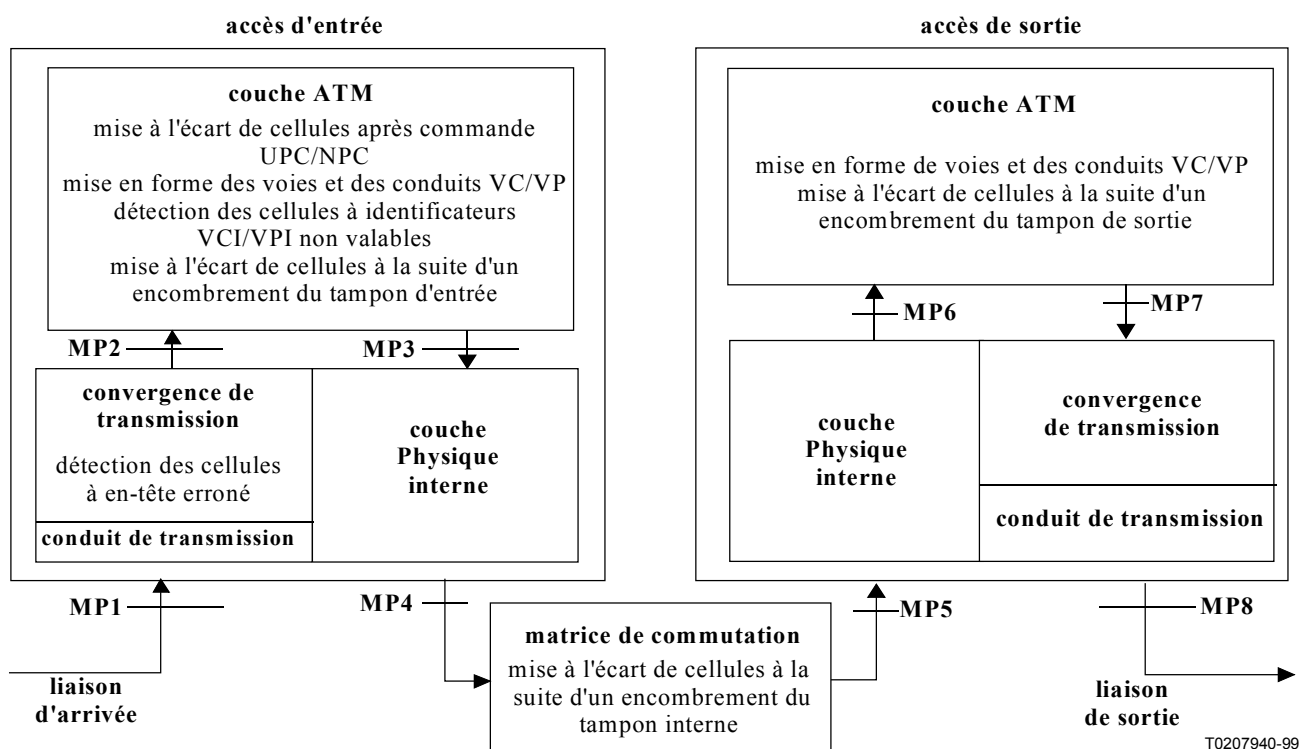 accès d'entrée
couche ATM
mise à l'écart de cellules après commande
UPC/NPC
mise en forme des voies et des conduits VC/VP
détection des cellules à identificateurs
VCI/VPI non valables
mise à l'écart de cellules à la suite d'un
encombrement du tampon d'entrée
MP2
MP3
convergence de
transmission
détection des cellules
à en-tête erroné
conduit de transmission
couche
Physique
interne
MP1
MP4
liaison
d'arrivée
matrice de commutation
mise à l'écart de cellules à la
suite d'un encombrement du
tampon interne
accès de sortie
couche ATM
mise en forme de voies et des conduits VC/VP
mise à l'écart de cellules à la suite d'un
encombrement du tampon de sortie
MP6
MP7
couche
Physique
interne
convergence
de transmission
conduit de transmission
MP5
MP8
liaison
de sortie
T0207940-99